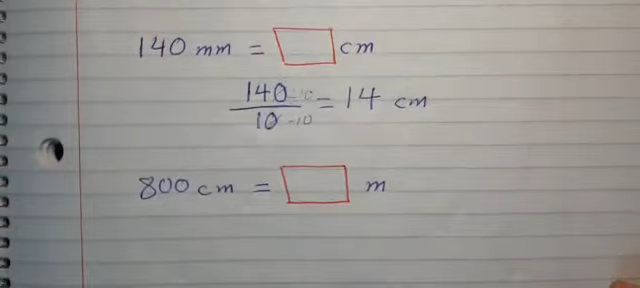 140 mm = cm
140/10 = 14 cm
800 cm = m